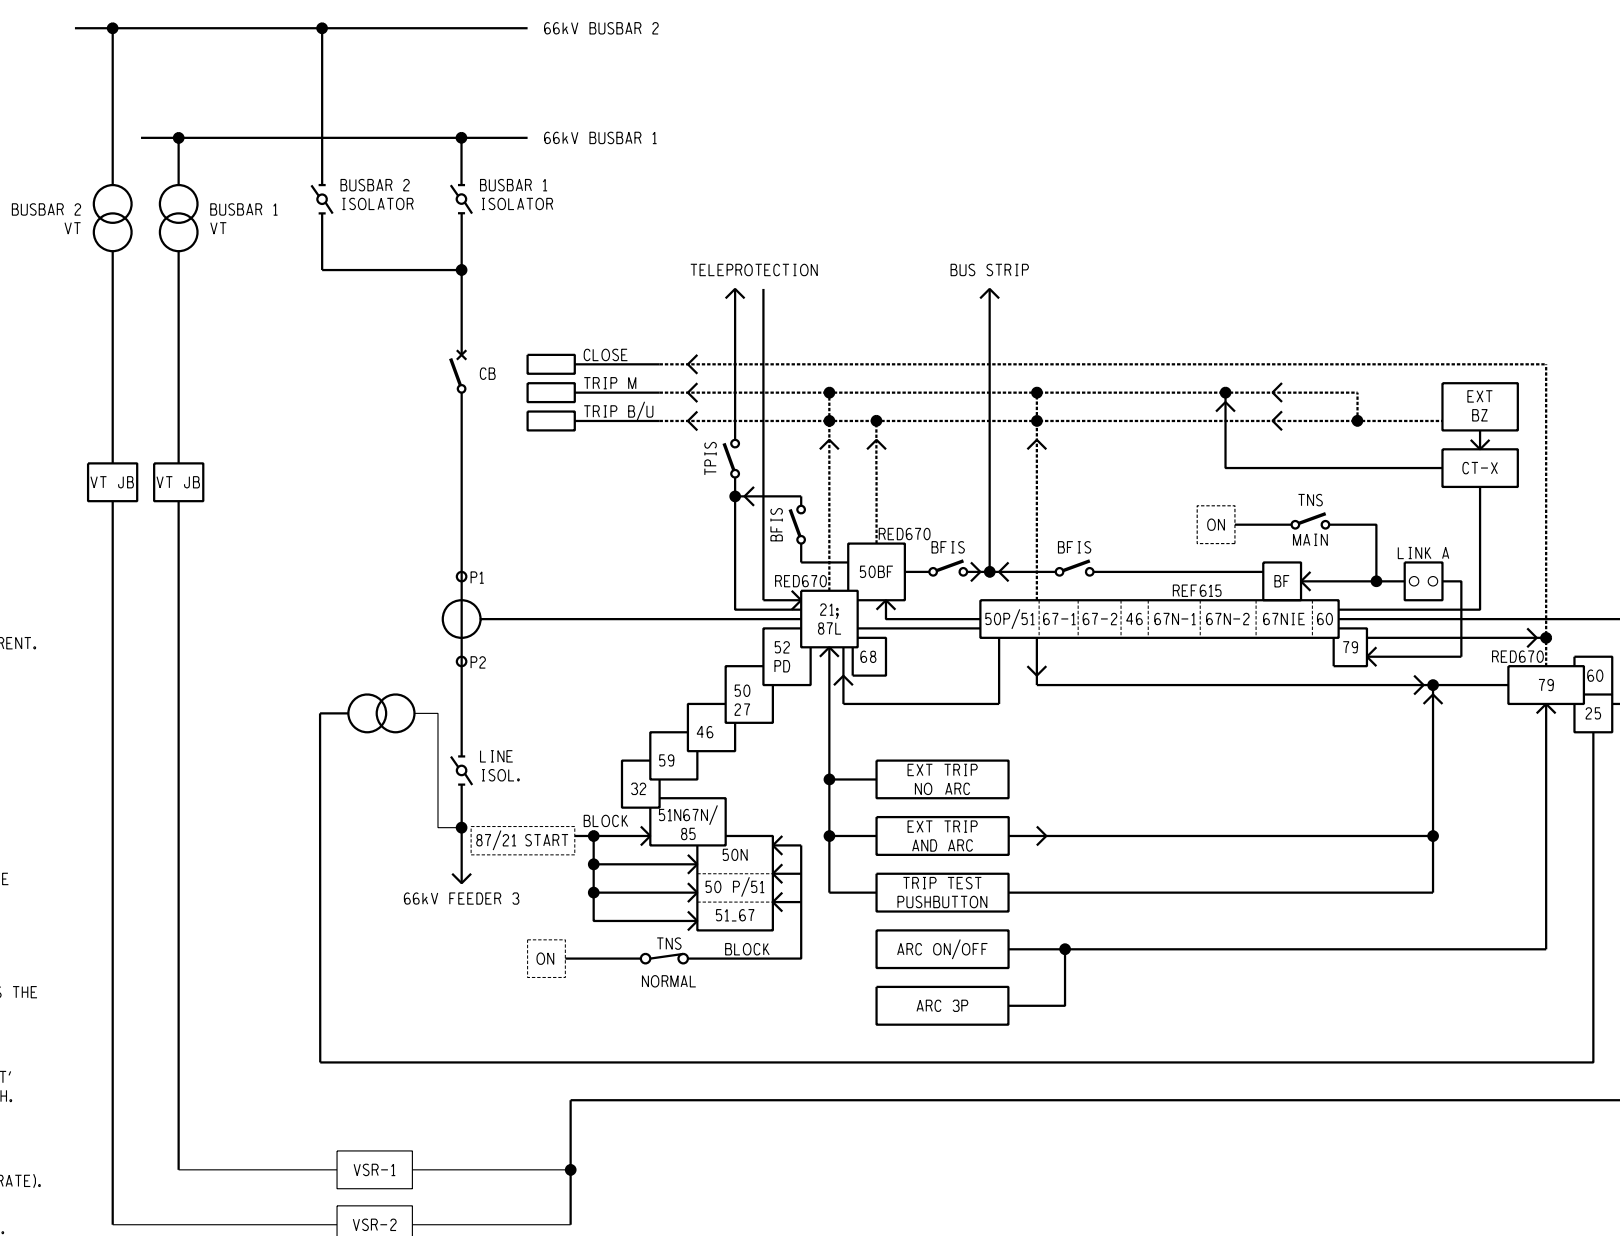 66kV BUSBAR 2
66kV BUSBAR 1
BUSBAR 2
ISOLATOR
BUSBAR 1
ISOLATOR
BUSBAR 2
VT
BUSBAR 1
VT
TELEPROTECTION
BUS STRIP
CLOSE
CB
TRIP M
TRIP B/U
EXT
BZ
TPIS
CT-X
VT JB
VT JB
TNS
ON
MAIN
BFIS
RED670
BFIS
BFIS
LINK A
50BF
P1
RED670
BF
REF615
21;
87L
50P/51
67-1
67-2
46
67N-1
67N-2
67NIE
60
RENT.
52
PD
68
79
P2
RED670
60
79
50
27
25
46
LINE
ISOL.
59
32
EXT TRIP
NO ARC
51N67N/
85
BLOCK
87/21 START
EXT TRIP
AND ARC
50N
E
50 P/51
TRIP TEST
PUSHBUTTON
66kV FEEDER 3
51_67
TNS
BLOCK
ON
ARC ON/OFF
NORMAL
S THE
ARC 3P
T'
H.
VSR-1
RATE).
VSR-2
.